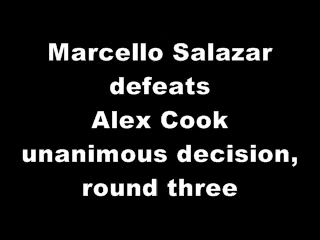 Marcello Salazar
defeats
Alex Cook
unanimous decision,
round three